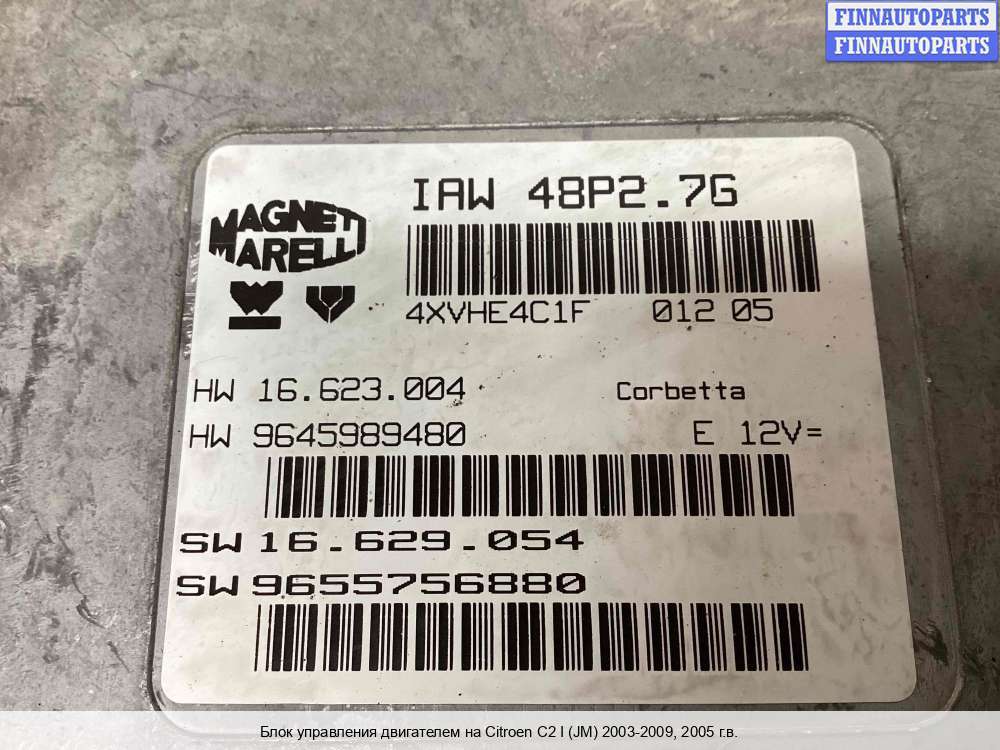 FINNAUTOPARTS
FINNAUTOPARTS
IAW 48P2.7G
MAGNETI
MARELLI
4XVHE4C1F 012 05
HW 16.623.004 Corbetta
HW 9645989480 E 12V=
SW 16.629.054
SW 9655756880
Блок управления двигателем на Citroen C2 I (JM) 2003-2009, 2005 г.в.